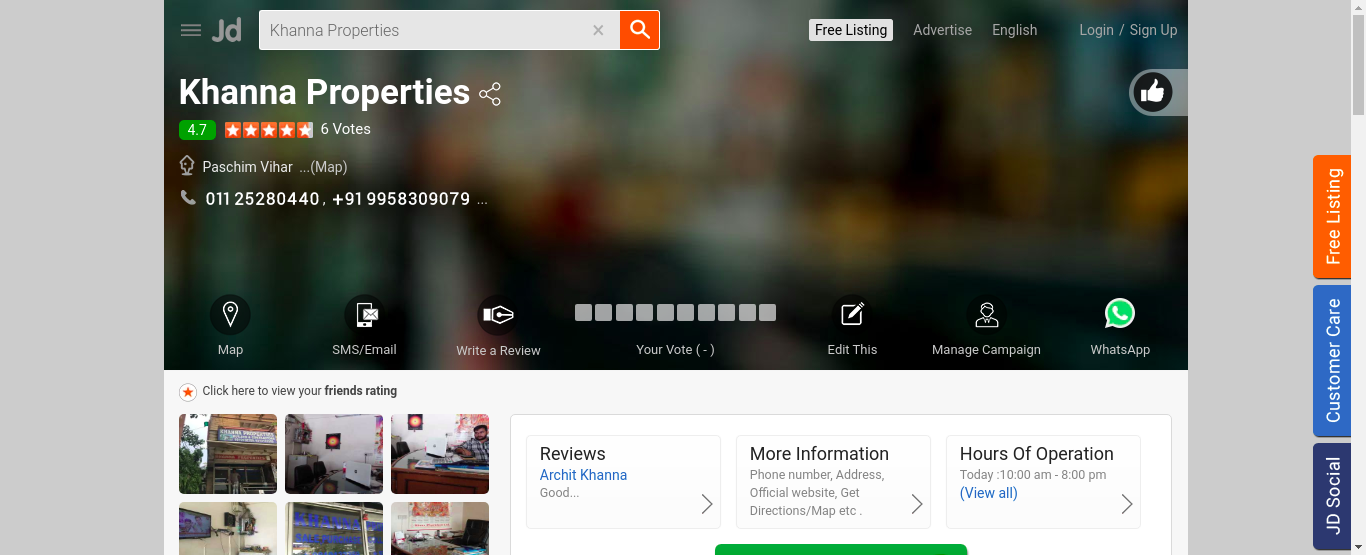 Jd
Khanna Properties
Free Listing
Advertise
English
Login / Sign Up
Khanna Properties
4.7
6 Votes
Paschim Vihar ...(Map)
011 25280440 , +91 9958309079 ...
Map
SMS/Email
Write a Review
Your Vote ( - )
Edit This
Manage Campaign
WhatsApp
Free Listing
Customer Care
JD Social
Click here to view your friends rating
KHANNA PROPERTIES
KHANNA
Reviews
Archit Khanna
Good...
More Information
Phone number, Address,
Official website, Get
Directions/Map etc .
Hours Of Operation
Today :10:00 am - 8:00 pm
(View all)